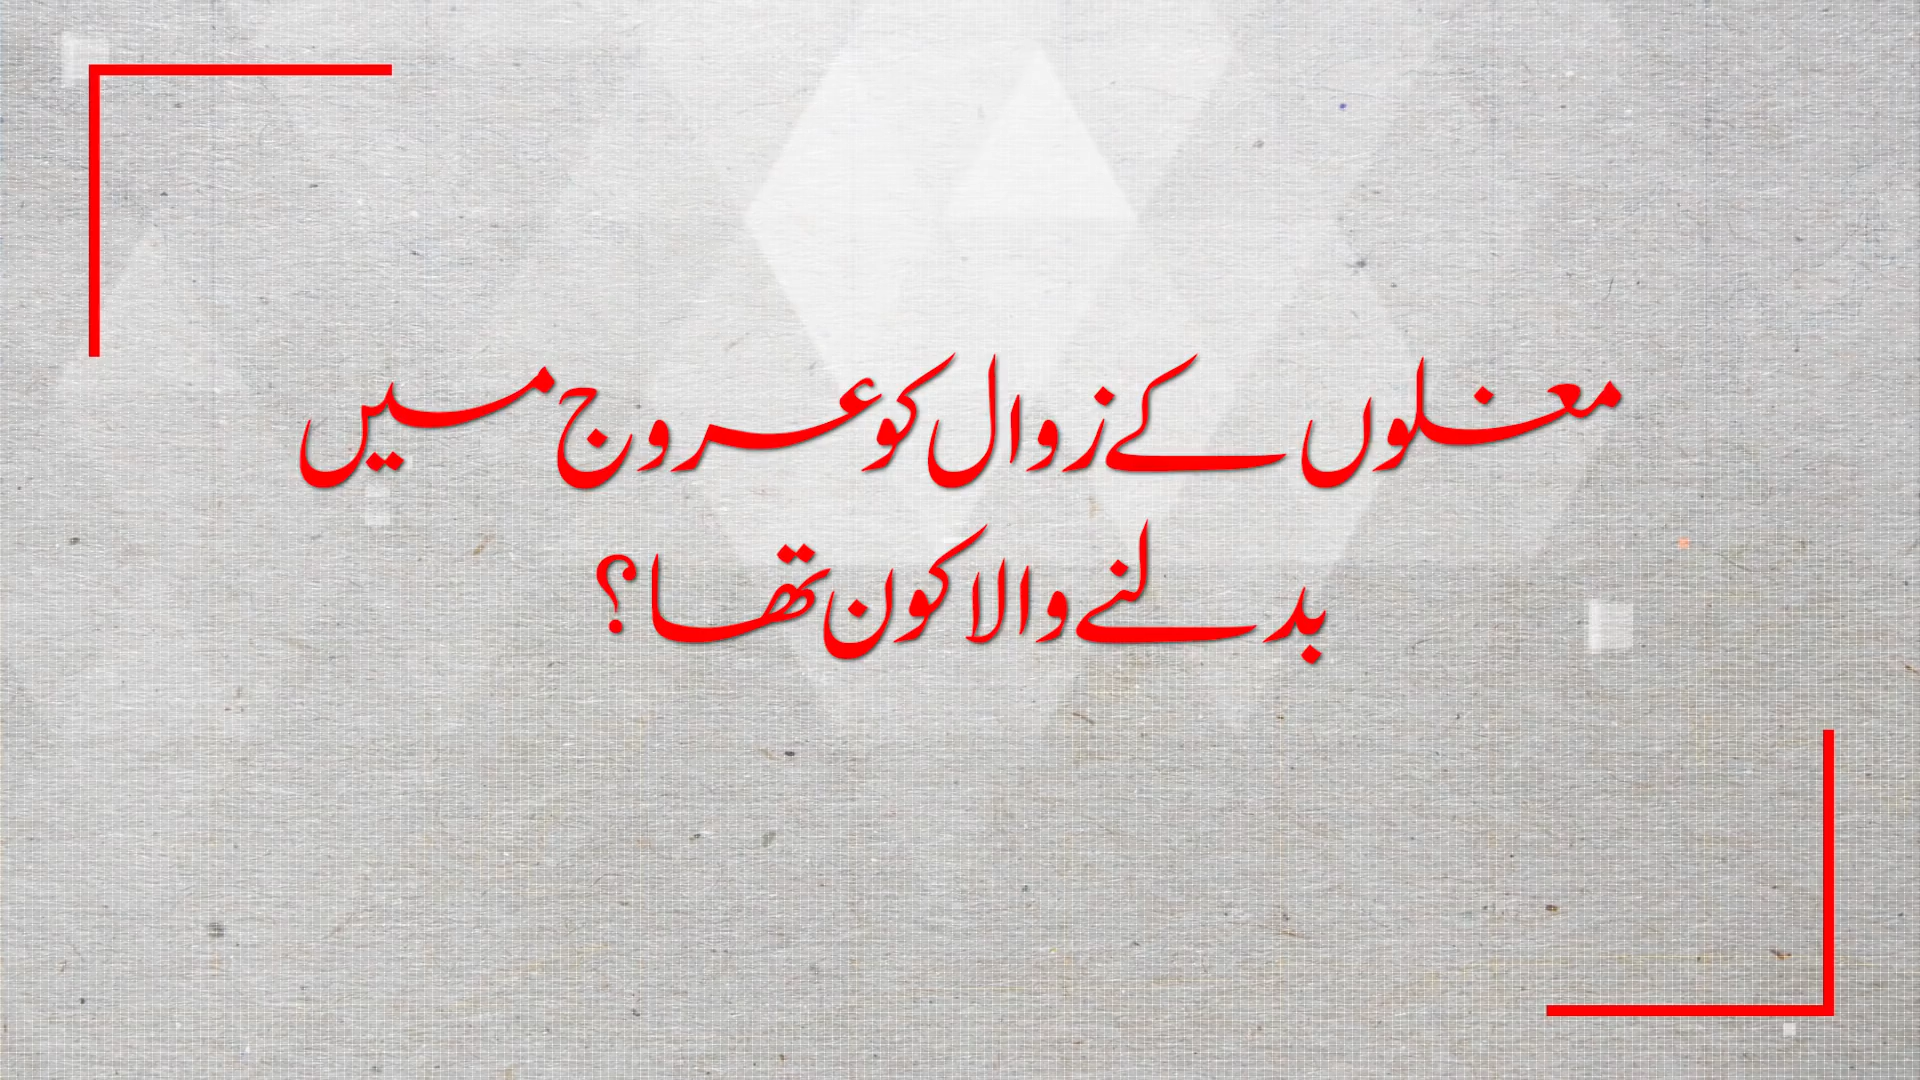 مغلوں کے زوال کو عروج میں
بدلنے والا کون تھا؟